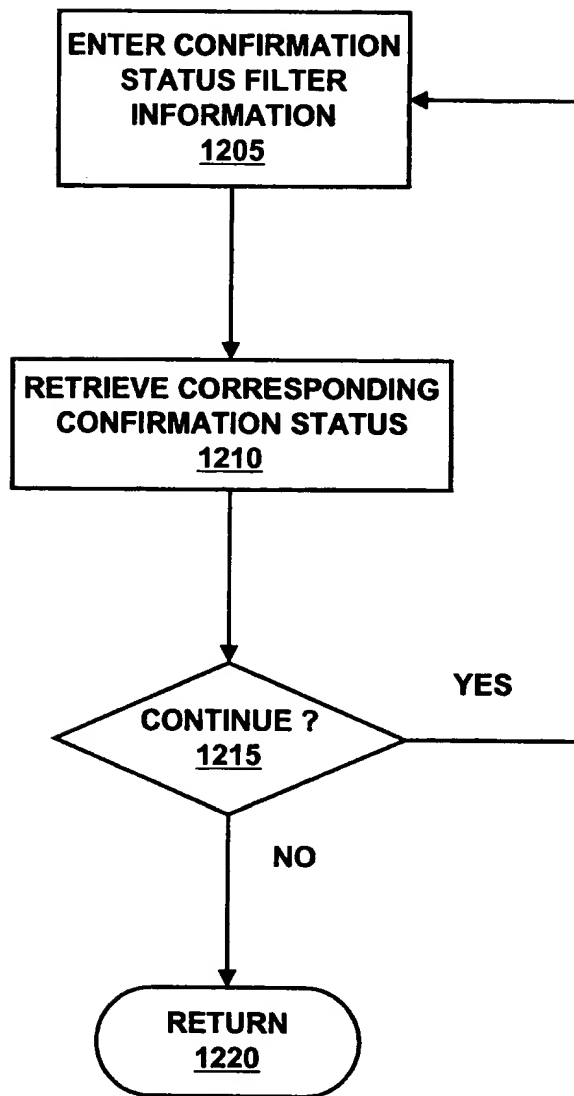 ENTER CONFIRMATION
STATUS FILTER
INFORMATION
1205
RETRIEVE CORRESPONDING
CONFIRMATION STATUS
1210
CONTINUE ?
1215
YES
NO
RETURN
1220